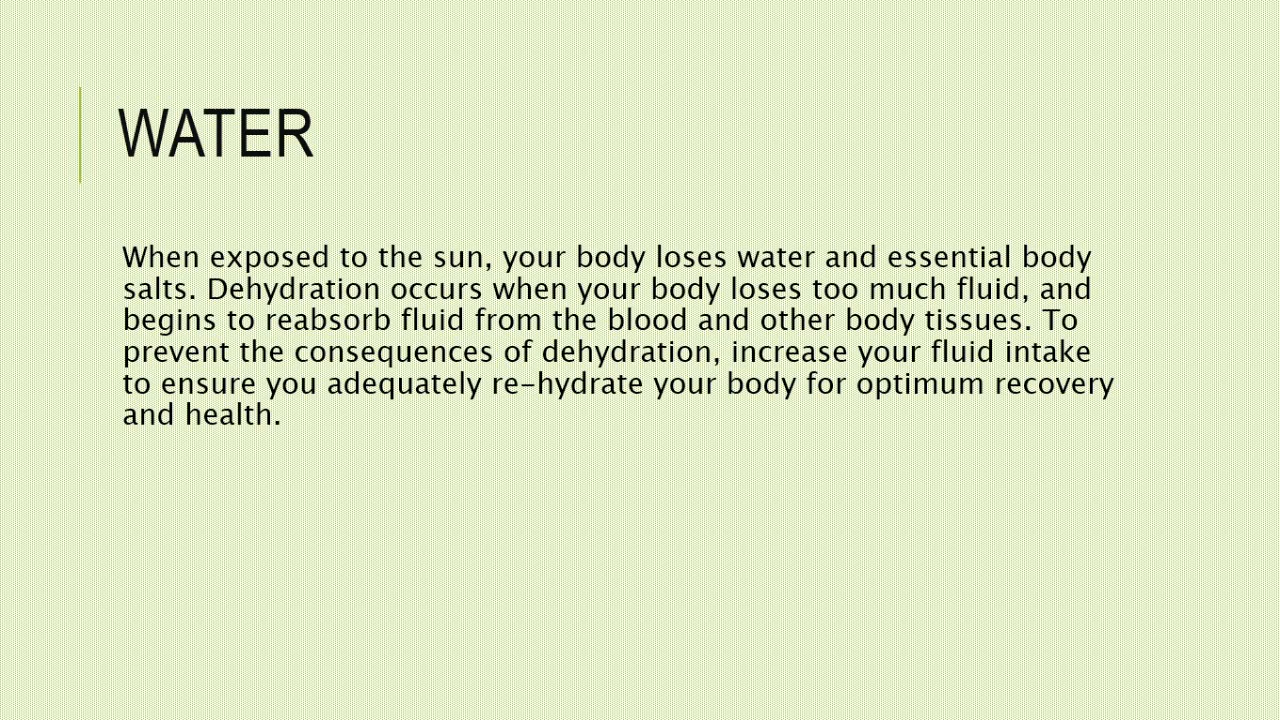 WATER
When exposed to the sun, your body loses water and essential body
salts. Dehydration occurs when your body loses too much fluid, and
begins to reabsorb fluid from the blood and other body tissues. To
prevent the consequences of dehydration, increase your fluid intake
to ensure you adequately re-hydrate your body for optimum recovery
and health.